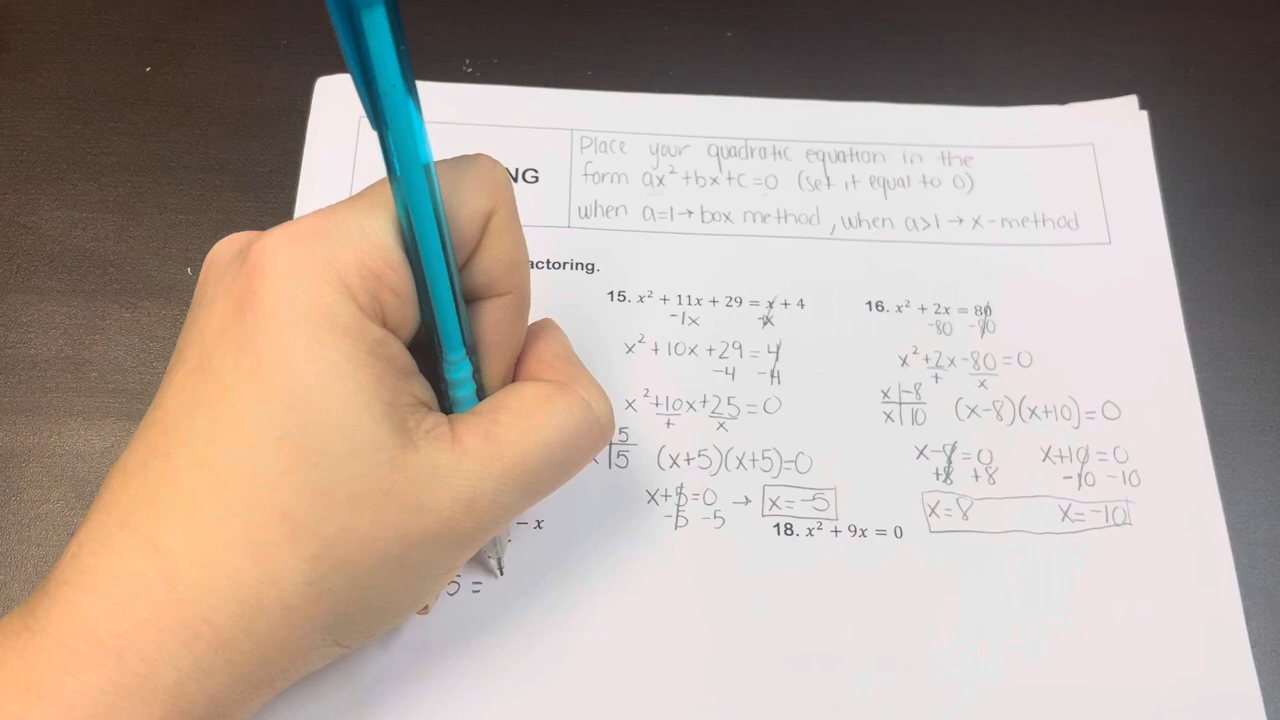 NG
Place your quadratic equation in the
form ax²+bx+c=0 (set it equal to 0)
when a=1→box method, when a>1→x-method
actoring.
15. x² + 11x + 29 = x + 4
-1x -x
x²+10x+29=4
-4 -4
x²+10x+25=0
+ x
5
5 (x+5)(x+5)=0
x+5=0 → x=-5
-5 -5
16. x² + 2x = 80
-80 -80
x²+2x-80=0
+ x
x -8
x 10 (x-8)(x+10)=0
x-8=0 x+10=0
+8 +8 -10 -10
x=8 x=-10
- x
5 =
18. x² + 9x = 0